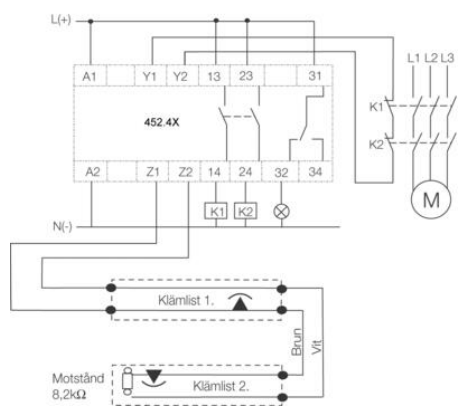 L(+)
A1 Y1 Y2 13 23 31
L1 L2 L3
K1
452.4X
K2
A2 Z1 Z2 14 24 32 34
K1 K2
M
N(-)
Klämlist 1.
Brun
Vit
Motstånd
8,2kΩ
Klämlist 2.